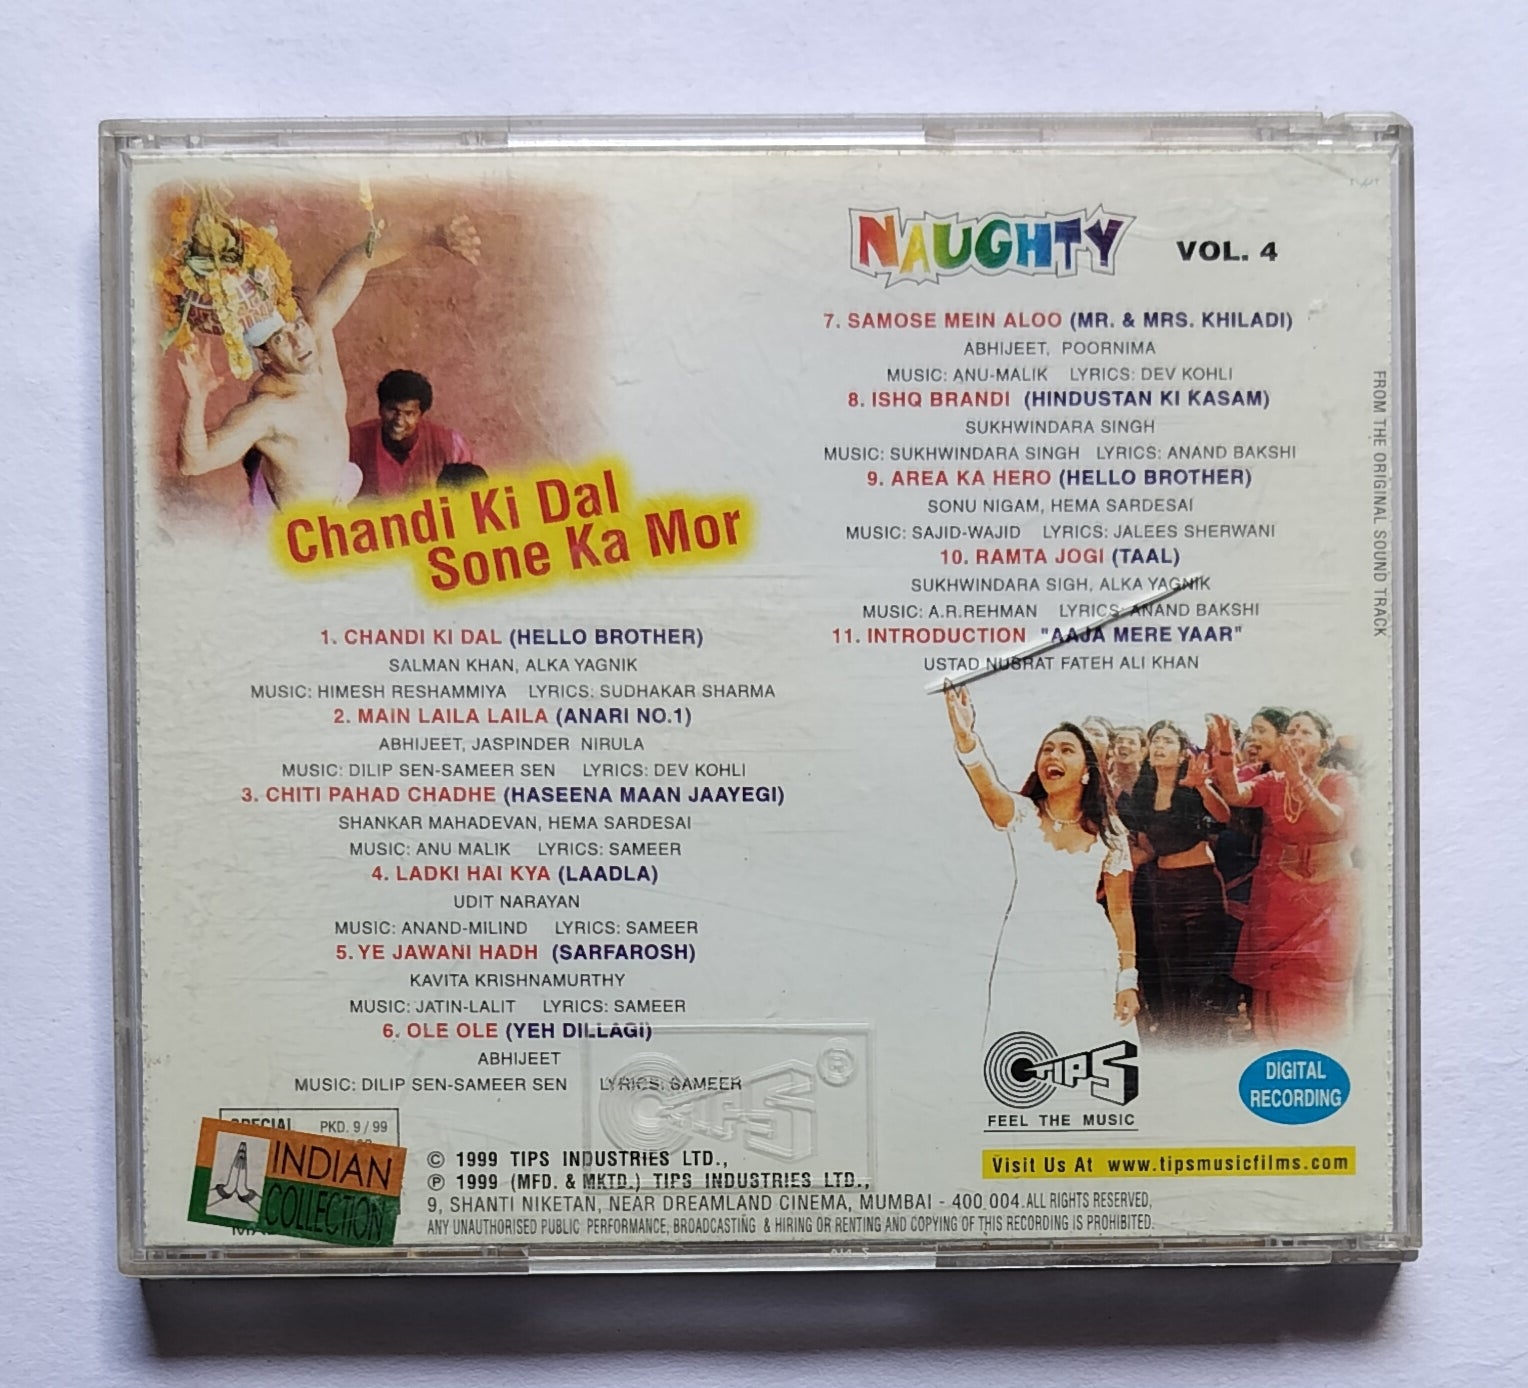 NAUGHTY VOL. 4
Chandi Ki Dal
Sone Ka Mor
1. CHANDI KI DAL (HELLO BROTHER)
SALMAN KHAN, ALKA YAGNIK
MUSIC: HIMESH RESHAMMIYA LYRICS: SUDHAKAR SHARMA
2. MAIN LAILA LAILA (ANARI NO.1)
ABHIJEET, JASPINDER NIRULA
MUSIC: DILIP SEN-SAMEER SEN LYRICS: DEV KOHLI
3. CHITI PAHAD CHADHE (HASEENA MAAN JAAYEGI)
SHANKAR MAHADEVAN, HEMA SARDESAI
MUSIC: ANU MALIK LYRICS: SAMEER
4. LADKI HAI KYA (LAADLA)
UDIT NARAYAN
MUSIC: ANAND-MILIND LYRICS: SAMEER
5. YE JAWANI HADH (SARFAROSH)
KAVITA KRISHNAMURTHY
MUSIC: JATIN-LALIT LYRICS: SAMEER
6. OLE OLE (YEH DILLAGI)
ABHIJEET
MUSIC: DILIP SEN-SAMEER SEN LYRICS: SAMEER
7. SAMOSE MEIN ALOO (MR. & MRS. KHILADI)
ABHIJEET, POORNIMA
MUSIC: ANU-MALIK LYRICS: DEV KOHLI
8. ISHQ BRANDI (HINDUSTAN KI KASAM)
SUKHWINDARA SINGH
MUSIC: SUKHWINDARA SINGH LYRICS: ANAND BAKSHI
9. AREA KA HERO (HELLO BROTHER)
SONU NIGAM, HEMA SARDESAI
MUSIC: SAJID-WAJID LYRICS: JALEES SHERWANI
10. RAMTA JOGI (TAAL)
SUKHWINDARA SIGH, ALKA YAGNIK
MUSIC: A.R.REHMAN LYRICS: ANAND BAKSHI
11. INTRODUCTION "AAJA MERE YAAR"
USTAD NUSRAT FATEH ALI KHAN
FROM THE ORIGINAL SOUND TRACK
TIPS
FEEL THE MUSIC
DIGITAL
RECORDING
Visit Us At www.tipsmusicfilms.com
TIPS ®
SPECIAL PKD. 9/99
INDIAN
COLLECTION
© 1999 TIPS INDUSTRIES LTD.,
℗ 1999 (MFD. & MKTD.) TIPS INDUSTRIES LTD.,
9, SHANTI NIKETAN, NEAR DREAMLAND CINEMA, MUMBAI - 400 004. ALL RIGHTS RESERVED,
ANY UNAUTHORISED PUBLIC PERFORMANCE, BROADCASTING & HIRING OR RENTING AND COPYING OF THIS RECORDING IS PROHIBITED.